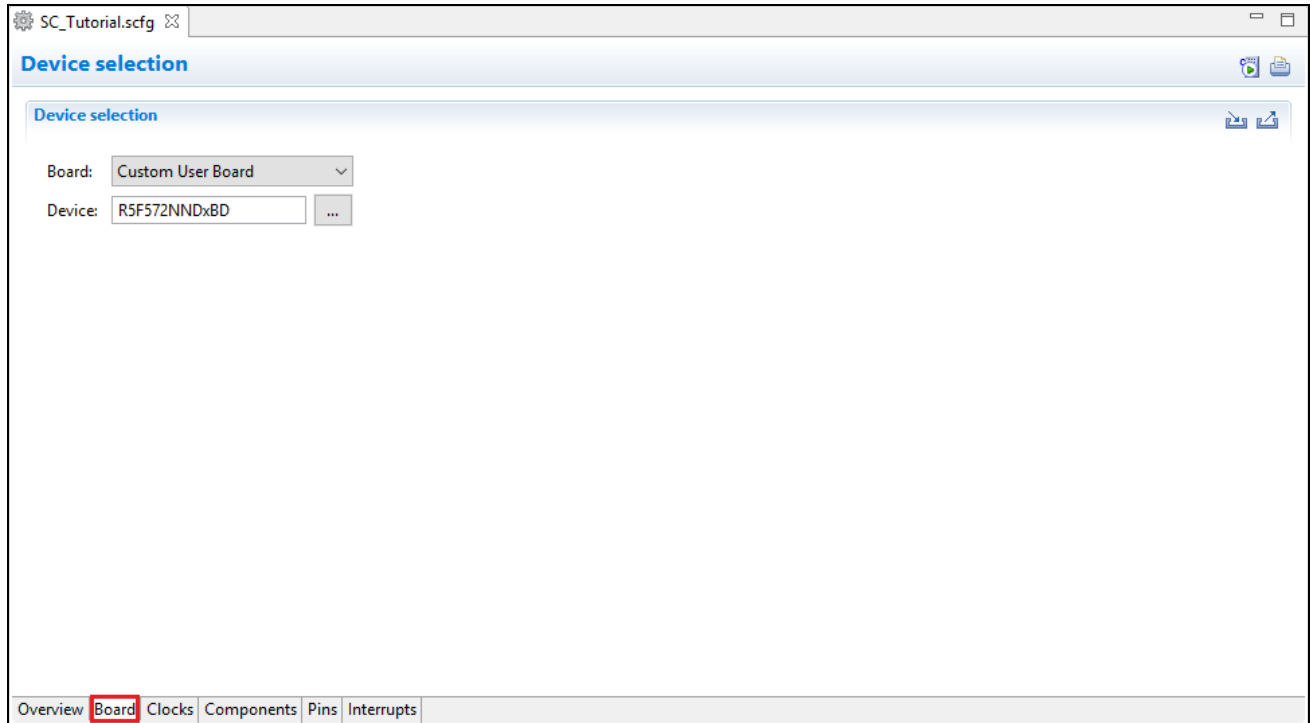 SC_Tutorial.scfg
Device selection
Device selection
Board: Custom User Board
Device: R5F572NNDxBD ...
Overview Board Clocks Components Pins Interrupts